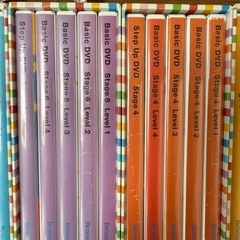 Step Up DVD
Basic DVD Stage 6 Level 4
Basic DVD Stage 6 Level 3
Basic DVD Stage 6 Level 2
Basic DVD Stage 6 Level 1
Step Up DVD Stage 4
Basic DVD Stage 4 Level 4
Basic DVD Stage 4 Level 3
Basic DVD Stage 4 Level 2
Basic DVD Stage 4 Level 1